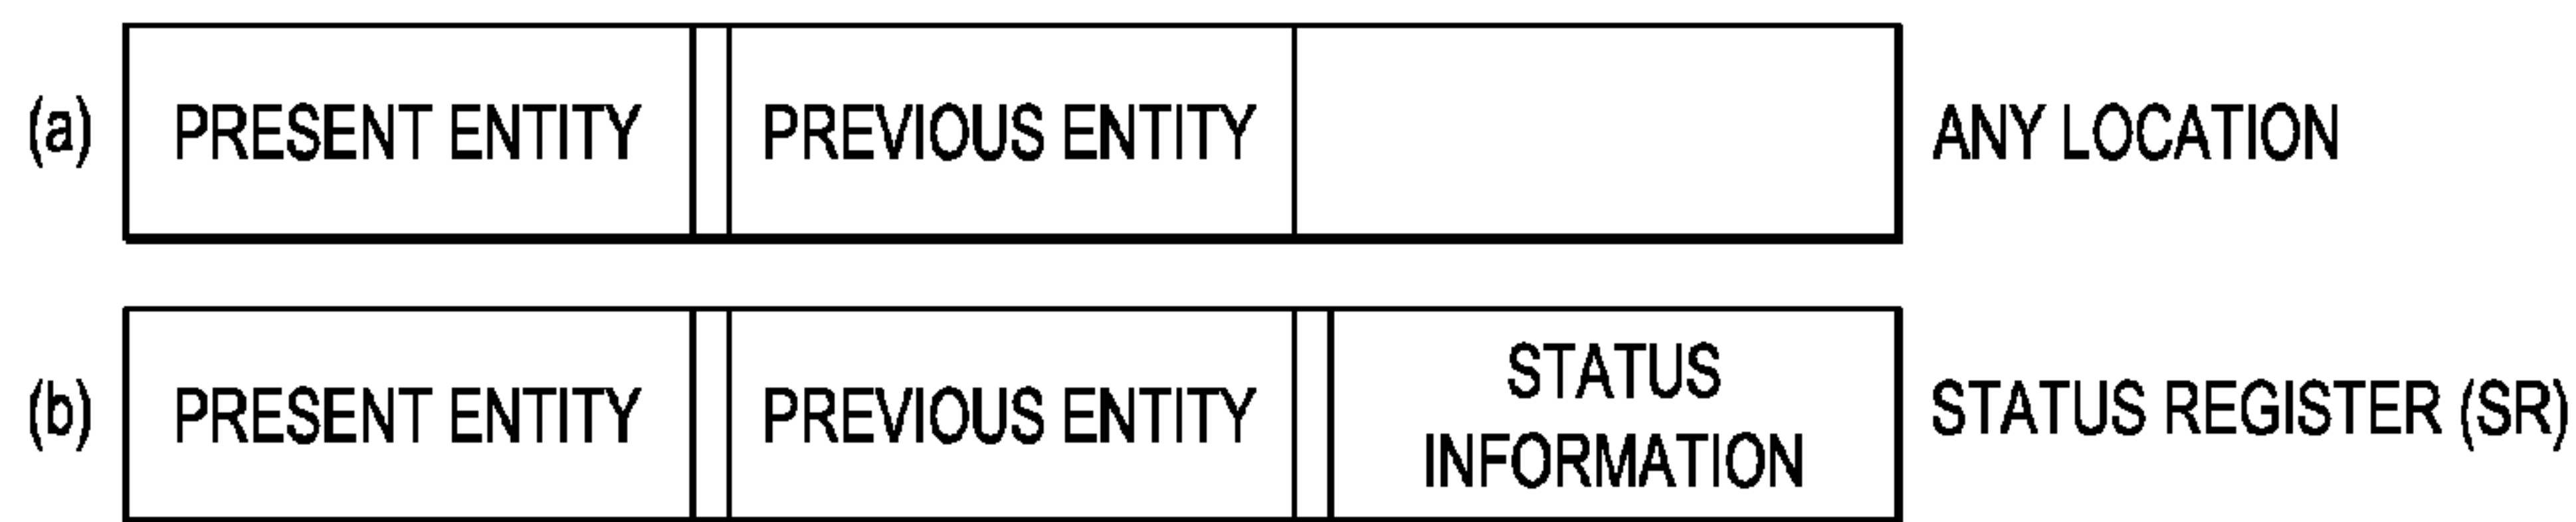 (a) PRESENT ENTITY PREVIOUS ENTITY ANY LOCATION
(b) PRESENT ENTITY PREVIOUS ENTITY STATUS INFORMATION STATUS REGISTER (SR)